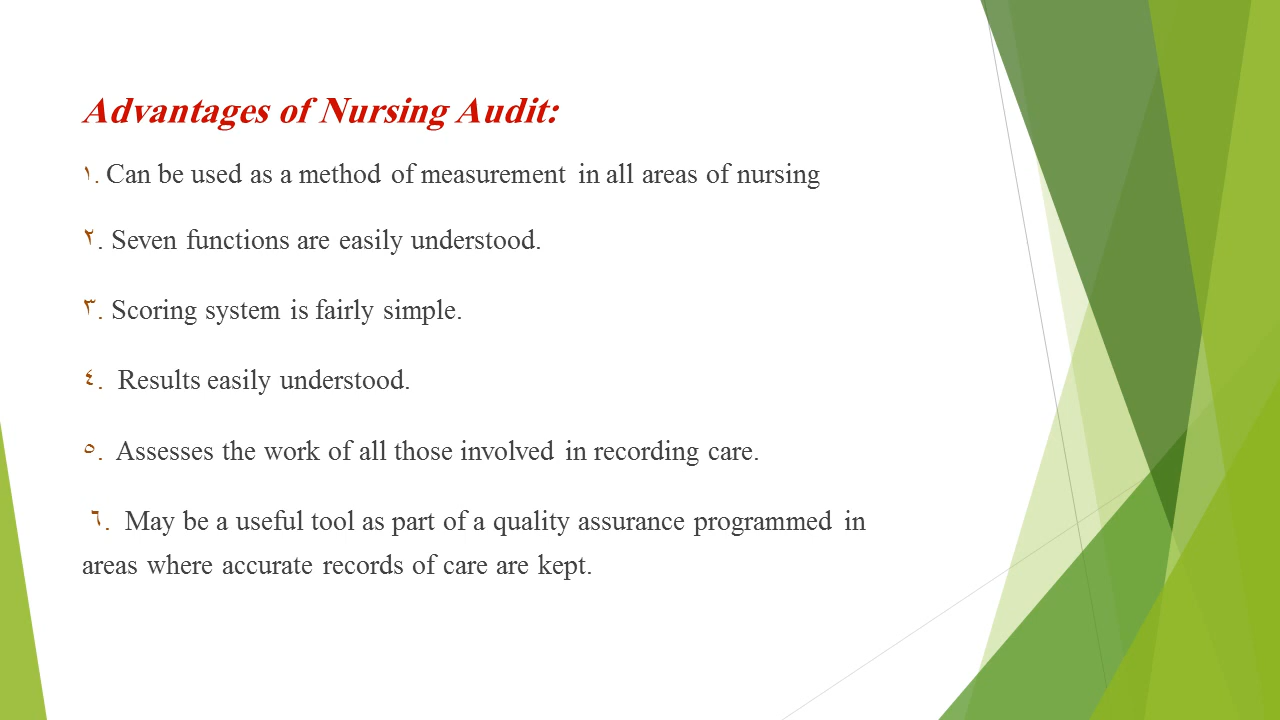 Advantages of Nursing Audit:
١. Can be used as a method of measurement in all areas of nursing
٢. Seven functions are easily understood.
٣. Scoring system is fairly simple.
٤. Results easily understood.
٥. Assesses the work of all those involved in recording care.
٦. May be a useful tool as part of a quality assurance programmed in
areas where accurate records of care are kept.